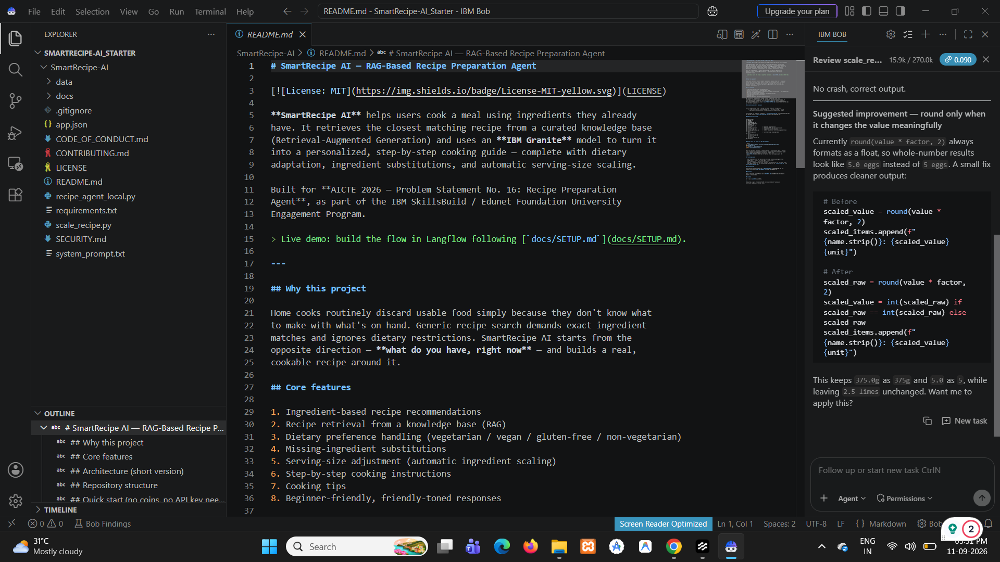 File Edit Selection View Go Run Terminal Help
README.md - SmartRecipe-AI_Starter - IBM Bob
Upgrade your plan
EXPLORER
SMARTRECIPE-AI_STARTER
SmartRecipe-AI
data
docs
.gitignore
app.json
CODE_OF_CONDUCT.md
CONTRIBUTING.md
LICENSE
README.md
recipe_agent_local.py
requirements.txt
scale_recipe.py
SECURITY.md
system_prompt.txt
OUTLINE
abc # SmartRecipe AI — RAG-Based Recipe P...
abc ## Why this project
abc ## Core features
abc ## Architecture (short version)
abc ## Repository structure
abc ## Quick start (no coins, no API key nee...
TIMELINE
README.md
SmartRecipe-AI > README.md > abc # SmartRecipe AI — RAG-Based Recipe Preparation Agent
1 # SmartRecipe AI — RAG-Based Recipe Preparation Agent
2
3 [![License: MIT](https://img.shields.io/badge/License-MIT-yellow.svg)](LICENSE)
4
5 **SmartRecipe AI** helps users cook a meal using ingredients they already
6 have. It retrieves the closest matching recipe from a curated knowledge base
7 (Retrieval-Augmented Generation) and uses an **IBM Granite** model to turn it
8 into a personalized, step-by-step cooking guide — complete with dietary
9 adaptation, ingredient substitutions, and automatic serving-size scaling.
10
11 Built for **AICTE 2026 — Problem Statement No. 16: Recipe Preparation
12 Agent**, as part of the IBM SkillsBuild / Edunet Foundation University
13 Engagement Program.
14
15 > Live demo: build the flow in Langflow following [`docs/SETUP.md`](docs/SETUP.md).
16
17 ---
18
19 ## Why this project
20
21 Home cooks routinely discard usable food simply because they don't know what
22 to make with what's on hand. Generic recipe search demands exact ingredient
23 matches and ignores dietary restrictions. SmartRecipe AI starts from the
24 opposite direction — **what do you have, right now** — and builds a real,
25 cookable recipe around it.
26
27 ## Core features
28
29 1. Ingredient-based recipe recommendations
30 2. Recipe retrieval from a knowledge base (RAG)
31 3. Dietary preference handling (vegetarian / vegan / gluten-free / non-vegetarian)
32 4. Missing-ingredient substitutions
33 5. Serving-size adjustment (automatic ingredient scaling)
34 6. Step-by-step cooking instructions
35 7. Cooking tips
36 8. Beginner-friendly, friendly-toned responses
37
IBM BOB
Review scale_re... 15.9k / 270.0k 0.090
No crash, correct output.
Suggested improvement — round only when
it changes the value meaningfully
Currently round(value * factor, 2) always
formats as a float, so whole-number results
look like 5.0 eggs instead of 5 eggs. A small fix
produces cleaner output:
# Before
scaled_value = round(value *
factor, 2)
scaled_items.append(f"
{name.strip()}: {scaled_value}
{unit}")
# After
scaled_raw = round(value * factor,
2)
scaled_value = int(scaled_raw) if
scaled_raw == int(scaled_raw) else
scaled_raw
scaled_items.append(f"
{name.strip()}: {scaled_value}
{unit}")
This keeps 375.0g as 375g and 5.0 as 5, while
leaving 2.5 limes unchanged. Want me to
apply this?
New task
Follow up or start new task CtrlN
Agent Permissions
0 0 Bob Findings
Screen Reader Optimized Ln 1, Col 1 Spaces: 2 UTF-8 LF { } Markdown Bob
2
31°C
Mostly cloudy
Search
ENG
IN
11-09-2026